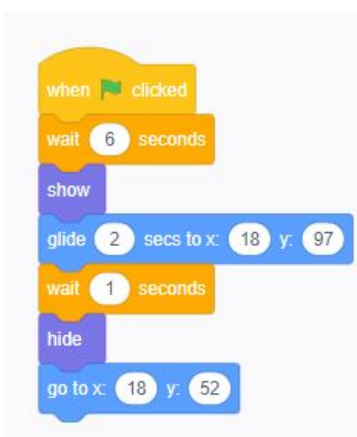 when clicked
wait 6 seconds
show
glide 2 secs to x: 18 y: 97
wait 1 seconds
hide
go to x: 18 y: 52